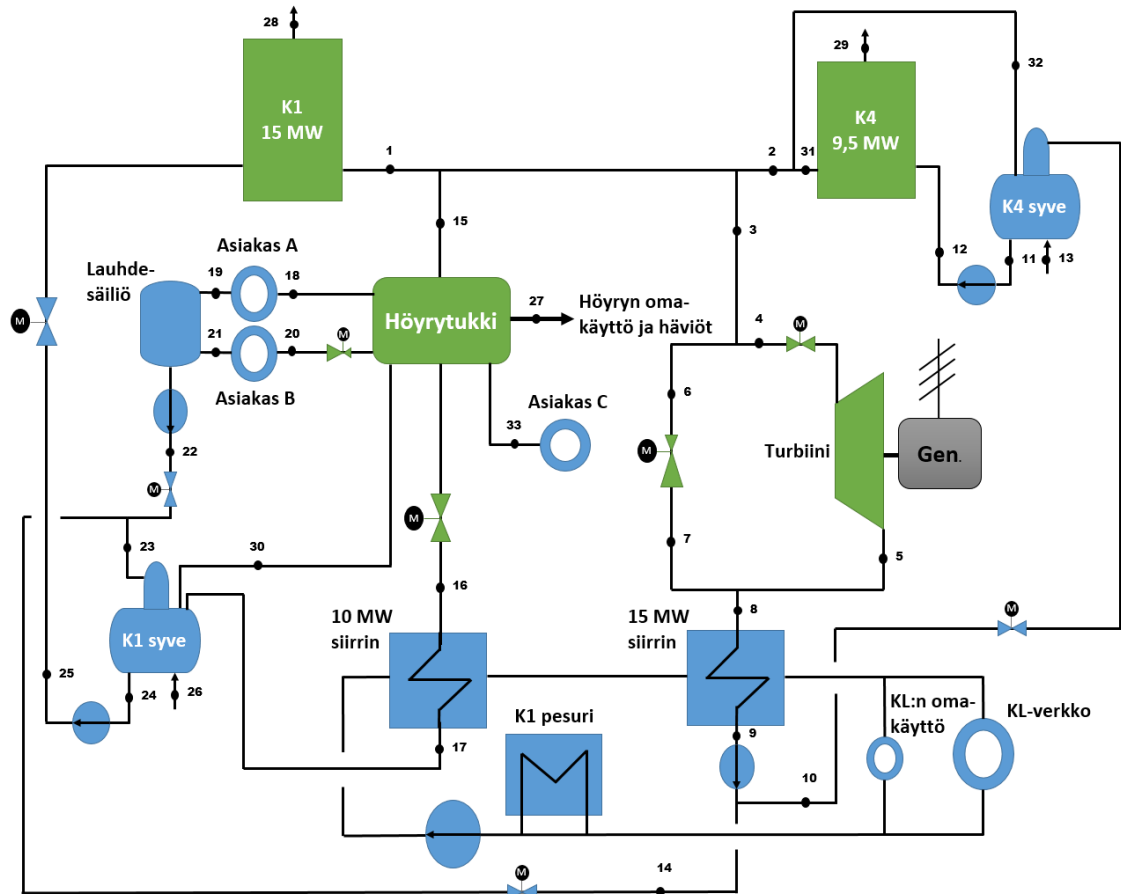 28
K1
15 MW
1
29
K4
9,5 MW
2
31
32
K4 syve
12
11
13
15
3
Asiakas A
Lauhde-
säiliö
19
18
Höyrytukki
27
Höyryn oma-
käyttö ja häviöt
M
21
20
M
Asiakas B
4
M
6
M
Turbiini
Gen.
Asiakas C
33
22
M
M
7
5
23
30
16
8
K1 syve
10 MW
siirrin
15 MW
siirrin
M
25
24
26
17
K1 pesuri
9
10
KL:n oma-
käyttö
KL-verkko
M
14